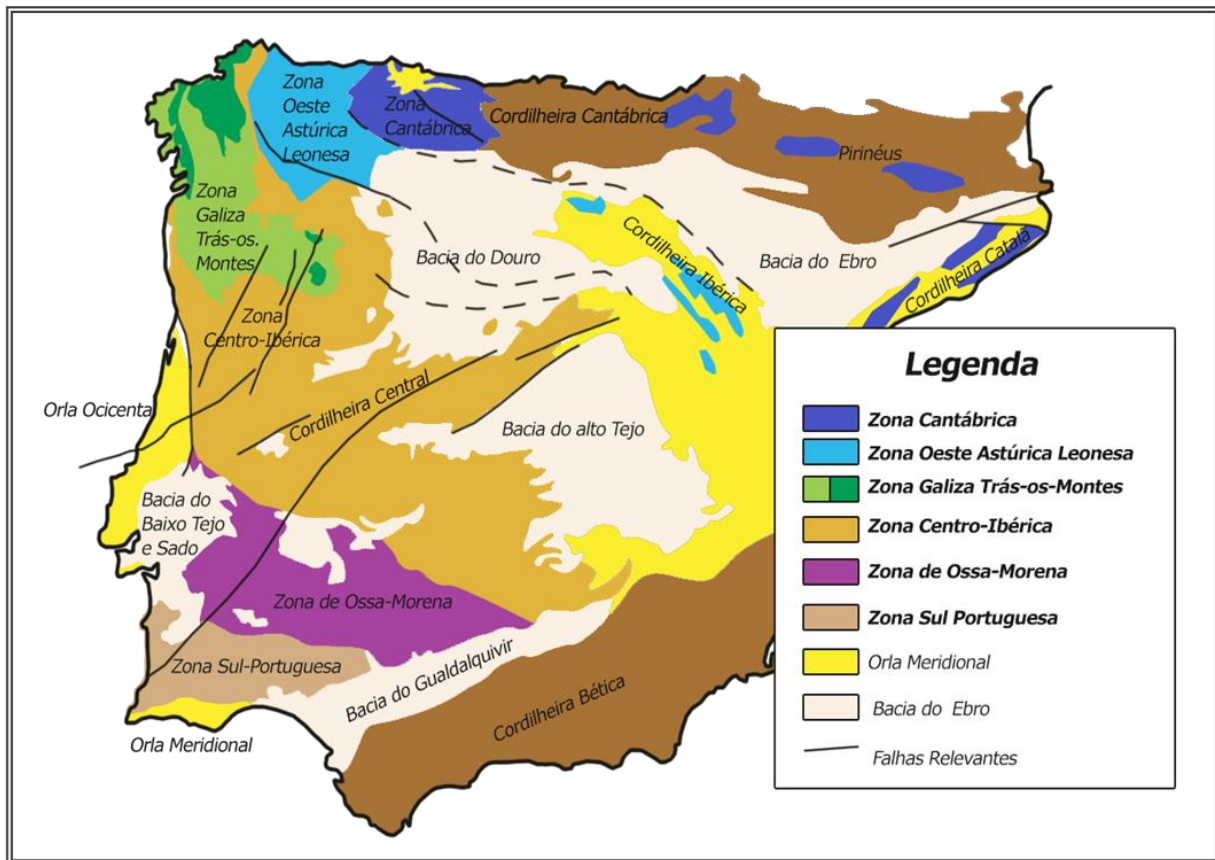 Zona
Oeste
Astúrica
Leonesa
Zona
Cantábrica
Cordilheira Cantábrica
Pirinéus
Zona
Galiza
Trás-os.
Montes
Bacia do Douro
Cordilheira Ibérica
Bacia do Ebro
Cordilheira Catalã
Zona
Centro-Ibérica
Orla Ocicenta
Cordilheira Central
Bacia do alto Tejo
Bacia do
Baixo Tejo
e Sado
Zona de Ossa-Morena
Zona Sul-Portuguesa
Bacia do Gualdalquivir
Cordilheira Bética
Orla Meridional
Legenda
Zona Cantábrica
Zona Oeste Astúrica Leonesa
Zona Galiza Trás-os-Montes
Zona Centro-Ibérica
Zona de Ossa-Morena
Zona Sul Portuguesa
Orla Meridional
Bacia do Ebro
Falhas Relevantes